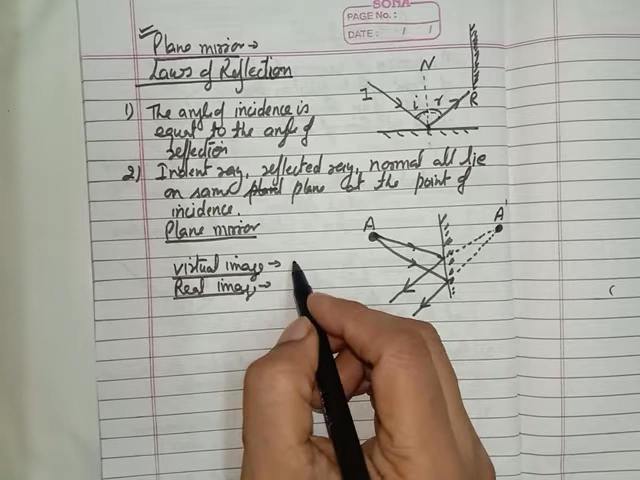 SONA
PAGE No.:
DATE: / /
Plane mirror→
Laws of Reflection
N
I
i
r
R
1) The angle of incidence is
equal to the angle of
reflection
2) Indent ray, reflected ray, normal all lie
on same plane at the point of
incidence.
Plane mirror
A
A'
Virtual image→
Real image→